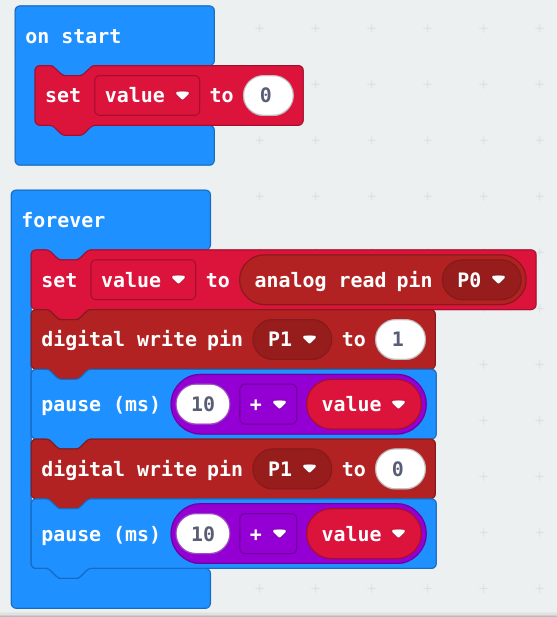 on start
set value to 0
forever
set value to analog read pin P0
digital write pin P1 to 1
pause (ms) 10 + value
digital write pin P1 to 0
pause (ms) 10 + value